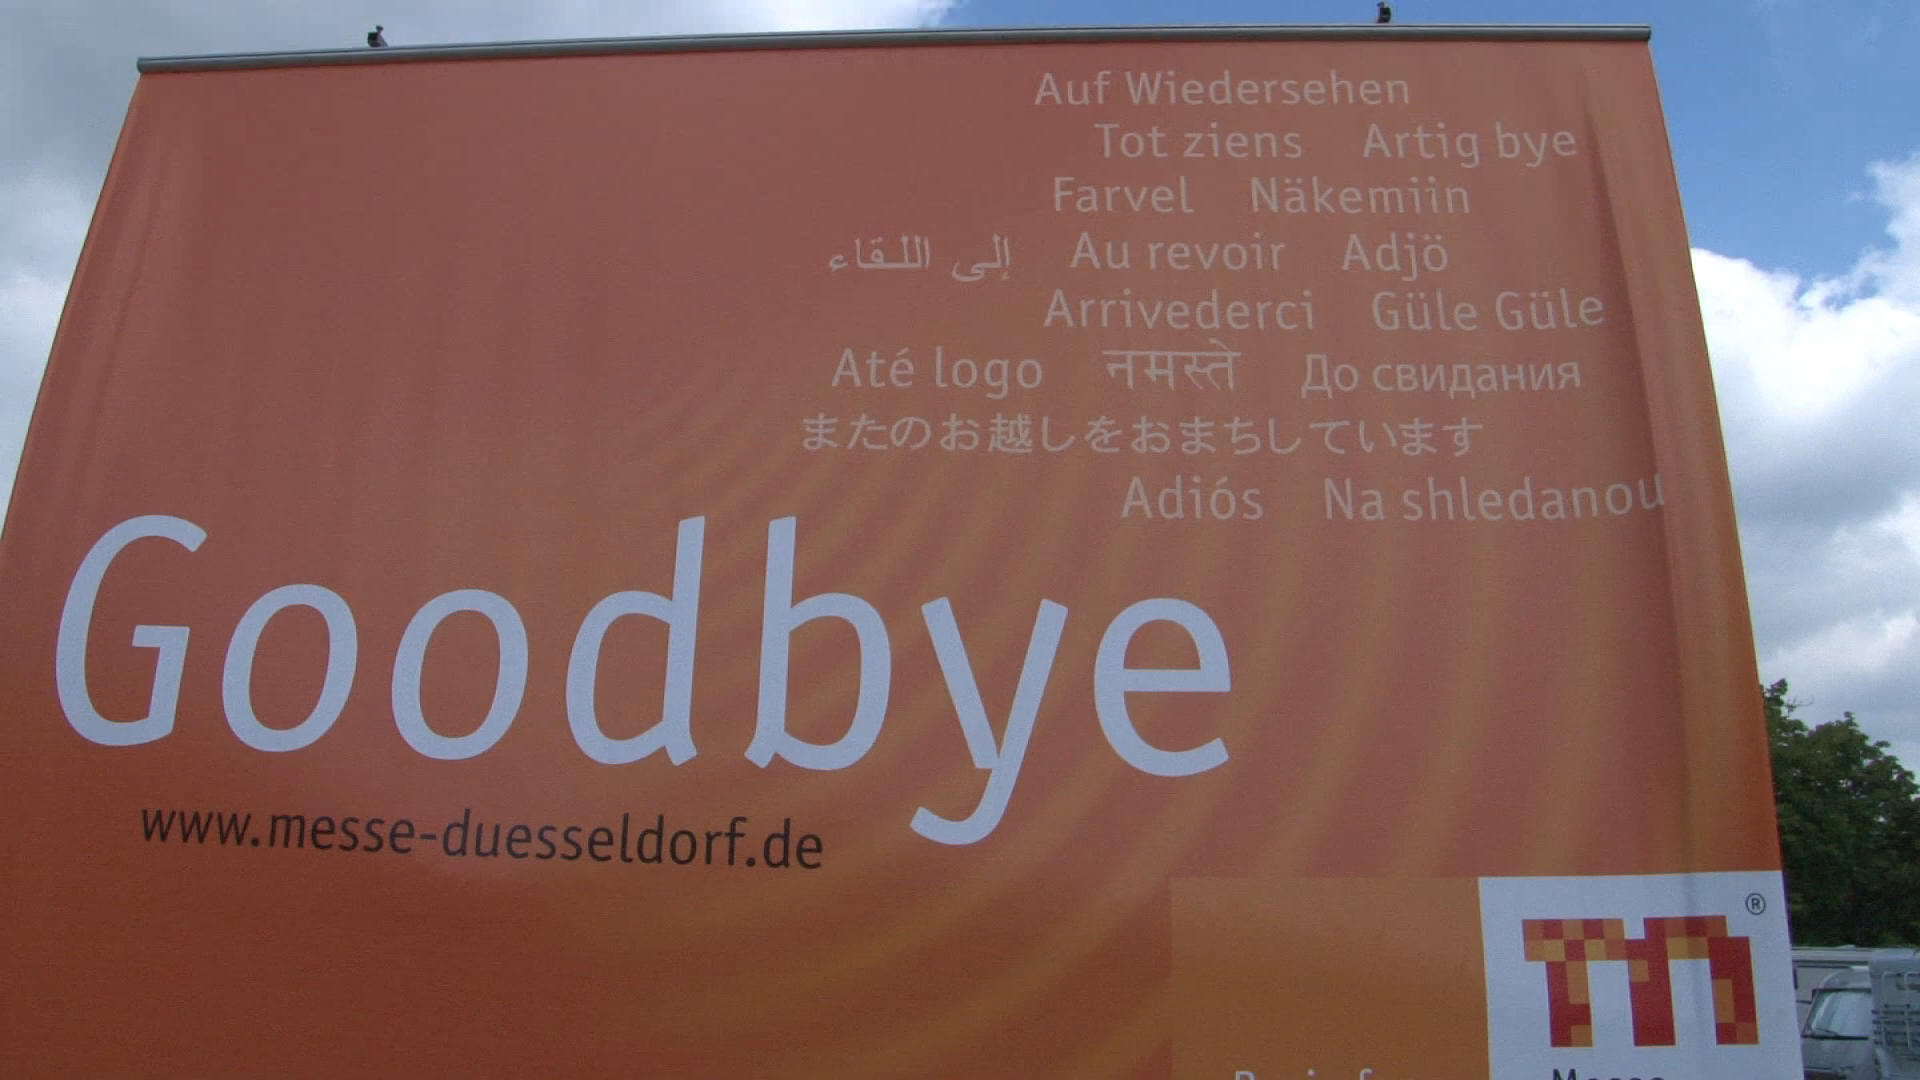 Auf Wiedersehen
Tot ziens Artig bye
Farvel Näkemiin
إلى اللقاء Au revoir Adjö
Arrivederci Güle Güle
Até logo नमस्ते До свидания
またのお越しをおまちしています
Adiós Na shledanou
Goodbye
www.messe-duesseldorf.de
m®
Messe